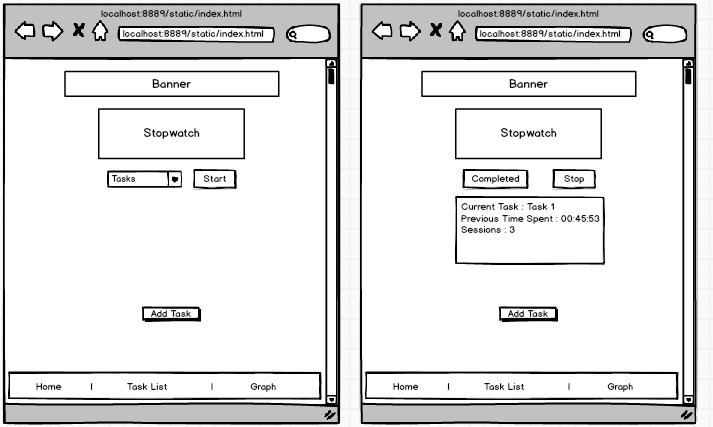 localhost:8889/static/index.html
localhost:8889/static/index.html
Banner
Stopwatch
Tasks
Start
Add Task
Home | Task List | Graph
localhost:8889/static/index.html
localhost:8889/static/index.html
Banner
Stopwatch
Completed
Stop
Current Task : Task 1
Previous Time Spent : 00:45:53
Sessions : 3
Add Task
Home | Task List | Graph